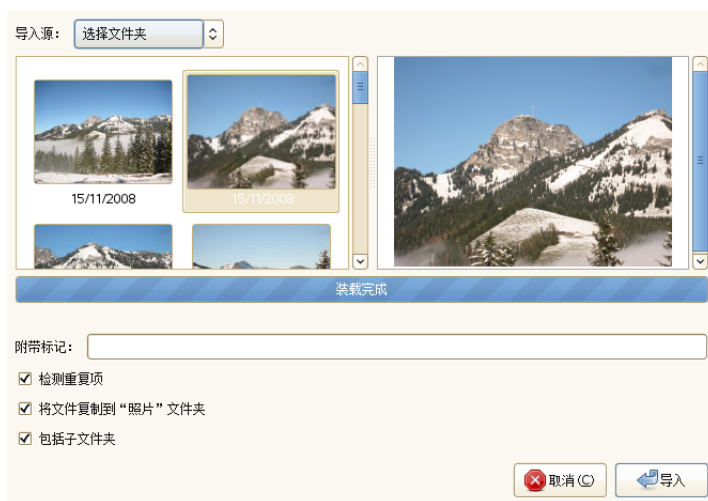 导入源： 选择文件夹
15/11/2008 15/11/2008
装载完成
附带标记：
检测重复项
将文件复制到“照片”文件夹
包括子文件夹
取消(C) 导入